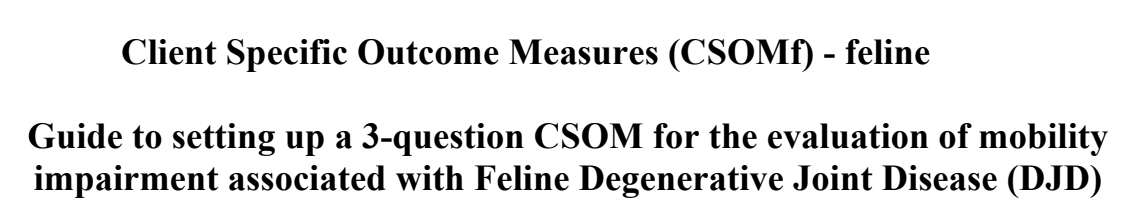 Client Specific Outcome Measures (CSOMf) - feline
Guide to setting up a 3-question CSOM for the evaluation of mobility
impairment associated with Feline Degenerative Joint Disease (DJD)